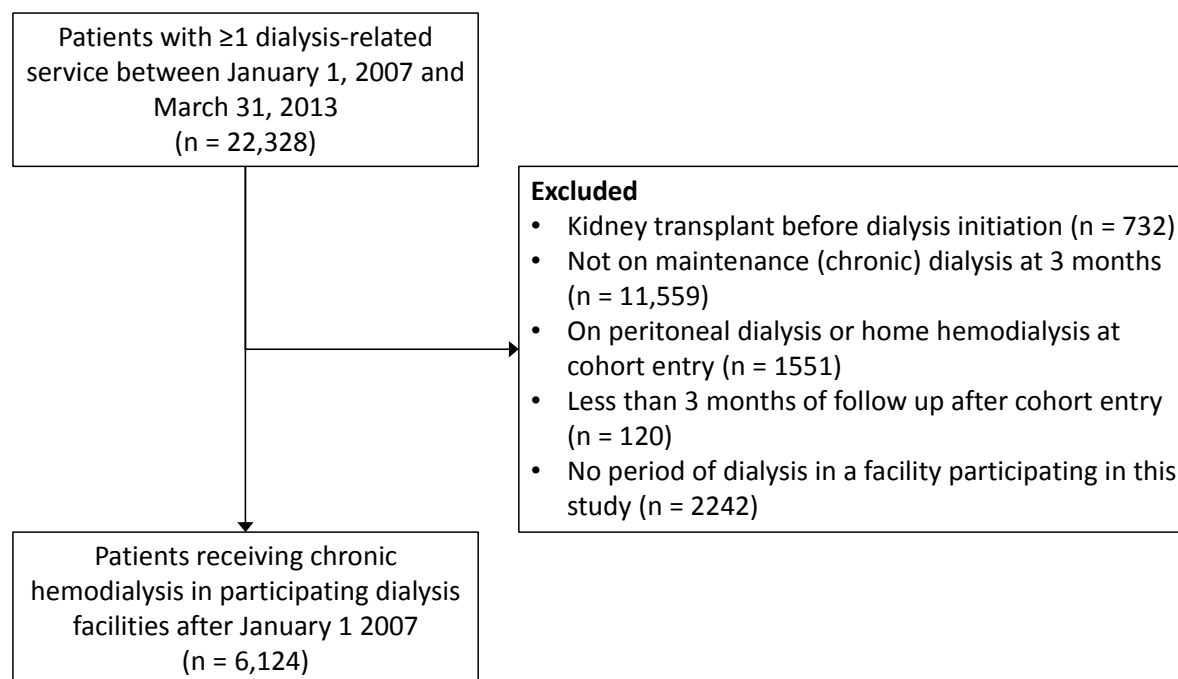 Patients with ≥1 dialysis-related
service between January 1, 2007 and
March 31, 2013
(n = 22,328)
Excluded
• Kidney transplant before dialysis initiation (n = 732)
• Not on maintenance (chronic) dialysis at 3 months
(n = 11,559)
• On peritoneal dialysis or home hemodialysis at
cohort entry (n = 1551)
• Less than 3 months of follow up after cohort entry
(n = 120)
• No period of dialysis in a facility participating in this
study (n = 2242)
Patients receiving chronic
hemodialysis in participating dialysis
facilities after January 1 2007
(n = 6,124)